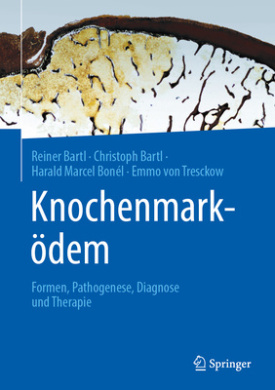 Reiner Bartl · Christoph Bartl ·
Harald Marcel Bonél · Emmo von Tresckow
Knochenmark-
ödem
Formen, Pathogenese, Diagnose
und Therapie
Springer